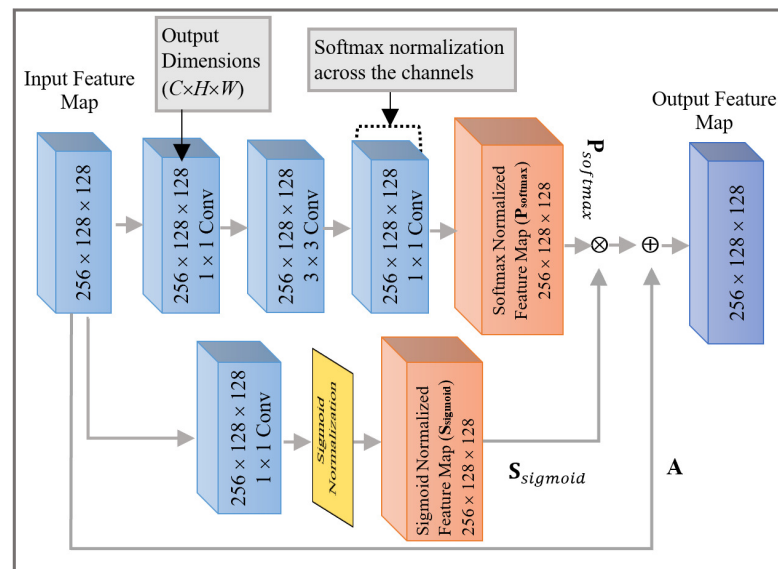 Output
Dimensions
(C×H×W)
Softmax normalization
across the channels
Input Feature
Map
Output Feature
Map
256 × 128 × 128
256 × 128 × 128
1 × 1 Conv
256 × 128 × 128
3 × 3 Conv
256 × 128 × 128
1 × 1 Conv
Softmax Normalized
Feature Map (Psoftmax)
256 × 128 × 128
Psoftmax
⊗
⊕
256 × 128 × 128
256 × 128 × 128
1 × 1 Conv
Sigmoid
Normalization
Sigmoid Normalized
Feature Map (Ssigmoid)
256 × 128 × 128
Ssigmoid
A